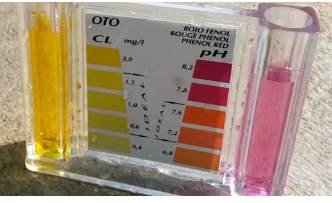 OTO
ROJO FENOL
ROUGE PHENOL
PHENOL RED
CL mg/l pH
3,0 8,2
1,5 7,8
1,0 7,6
0,6 7,2
0,4 6,8
IDEAL
IDEAL